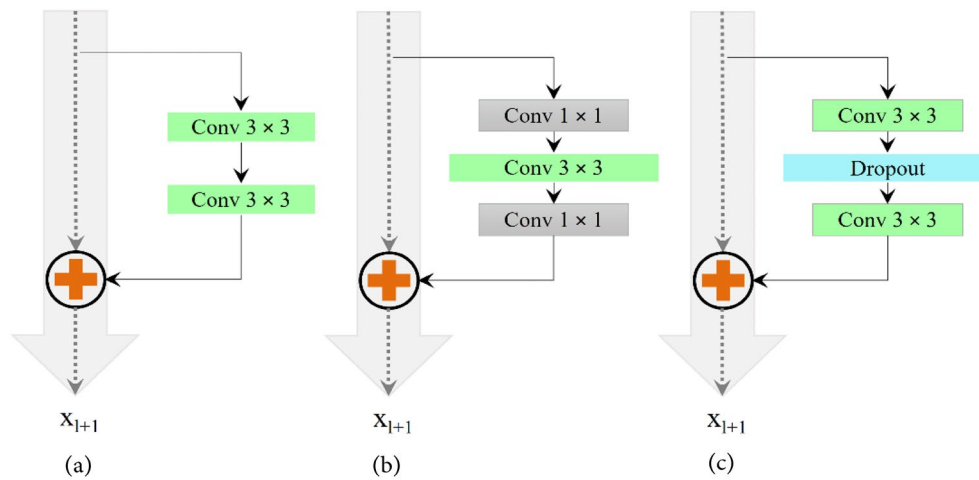 Conv 3 × 3
Conv 3 × 3
x_{l+1}
(a)
Conv 1 × 1
Conv 3 × 3
Conv 1 × 1
x_{l+1}
(b)
Conv 3 × 3
Dropout
Conv 3 × 3
x_{l+1}
(c)